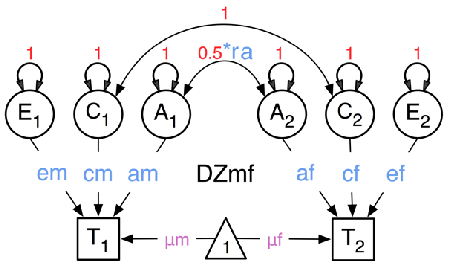 1
0.5*ra
1 1 1 1 1 1
E1 C1 A1 A2 C2 E2
em cm am DZmf af cf ef
T1 µm 1 µf T2